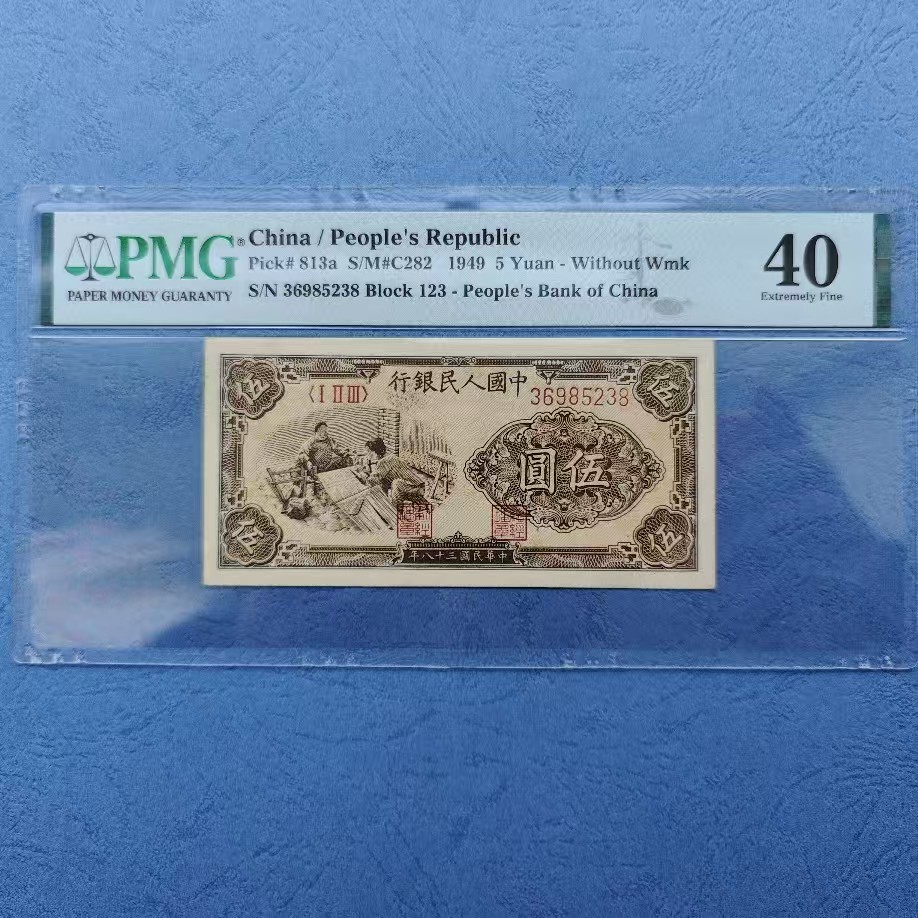 PMG®
PAPER MONEY GUARANTY
China / People's Republic
Pick# 813a S/M#C282 1949 5 Yuan - Without Wmk
S/N 36985238 Block 123 - People's Bank of China
40
Extremely Fine
伍
行銀民人國中
伍
〈I II III〉
36985238
圓伍
伍
年八十三國民華中
伍